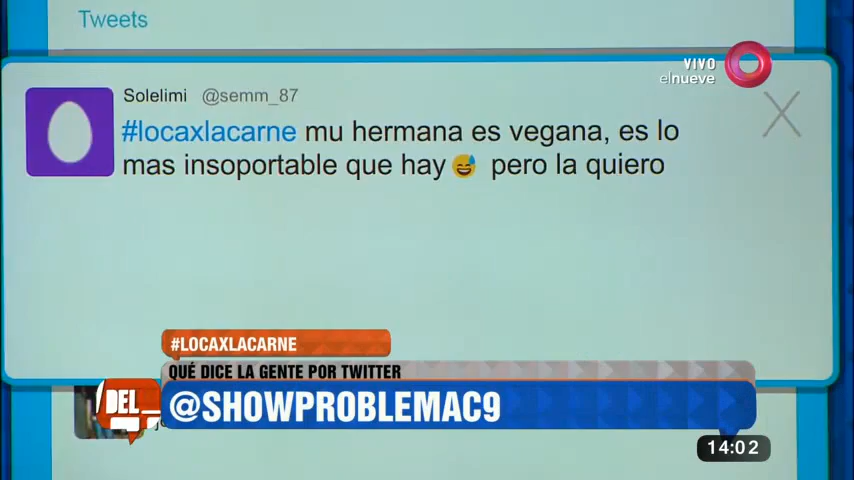 Tweets
VIVO
elnueve
Solelimi @semm_87
#locaxlacarne mu hermana es vegana, es lo
mas insoportable que hay😅 pero la quiero
#LOCAXLACARNE
QUÉ DICE LA GENTE POR TWITTER
DEL
@SHOWPROBLEMAC9
14:02